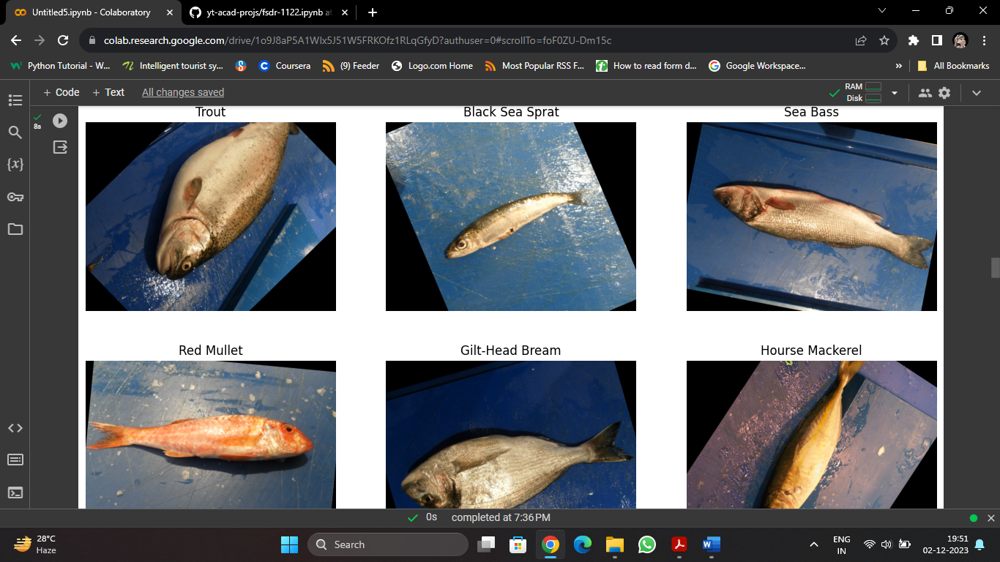 Untitled5.ipynb - Colaboratory
yt-acad-projs/fsdr-1122.ipynb at
colab.research.google.com/drive/1o9J8aP5A1WIx5J51W5FRKOfz1RLqGfyD?authuser=0#scrollTo=foF0ZU-Dm15c
Python Tutorial - W...
Intelligent tourist sy...
Coursera
(9) Feeder
Logo.com Home
Most Popular RSS F...
How to read form d...
Google Workspace...
»
All Bookmarks
+ Code
+ Text
All changes saved
RAM
Disk
8s
{x}
Trout
Black Sea Sprat
Sea Bass
Red Mullet
Gilt-Head Bream
Hourse Mackerel
0s completed at 7:36 PM
28°C
Haze
Search
ENG
IN
19:51
02-12-2023